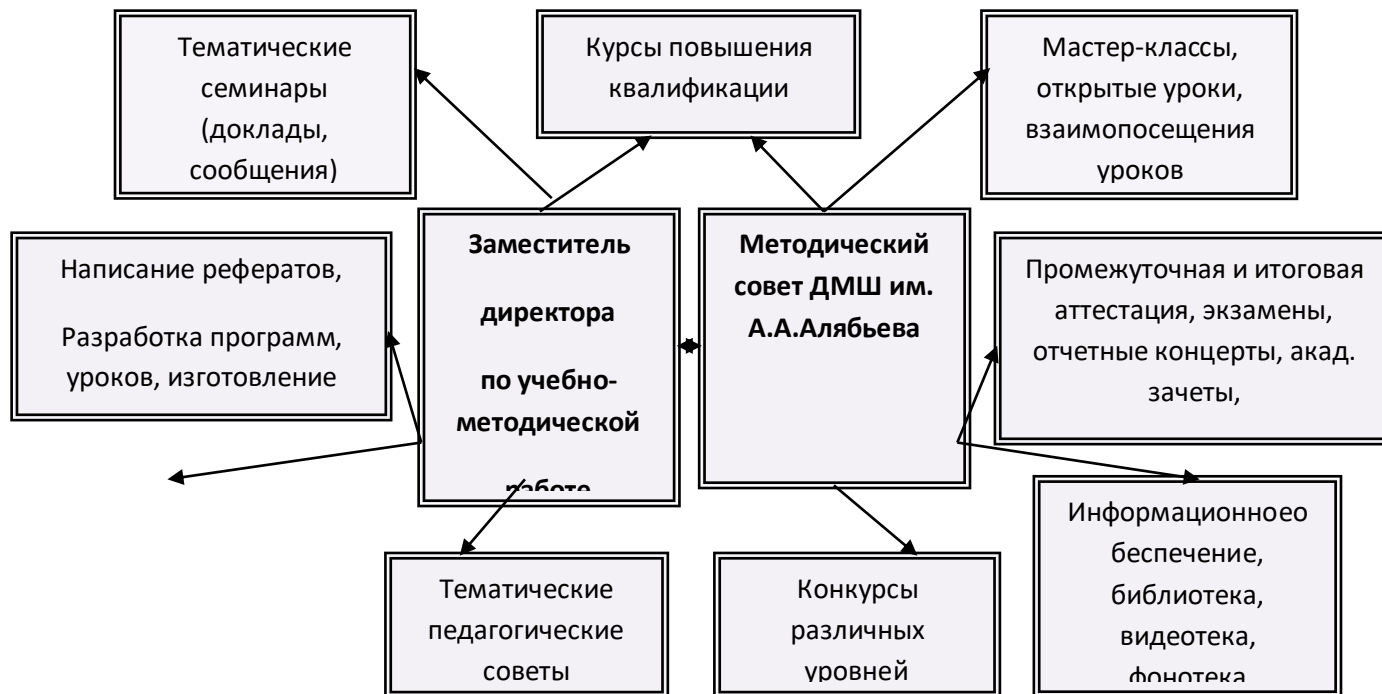 Тематические
семинары
(доклады,
сообщения)
Курсы повышения
квалификации
Мастер-классы,
открытые уроки,
взаимопосещения
уроков
Написание рефератов,
Разработка программ,
уроков, изготовление
Заместитель
директора
по учебно-
методической
работе
Методический
совет ДМШ им.
А.А.Алябьева
Промежуточная и итоговая
аттестация, экзамены,
отчетные концерты, акад.
зачеты,
Тематические
педагогические
советы
Конкурсы
различных
уровней
Информационноео
беспечение,
библиотека,
видеотека,
фонотека